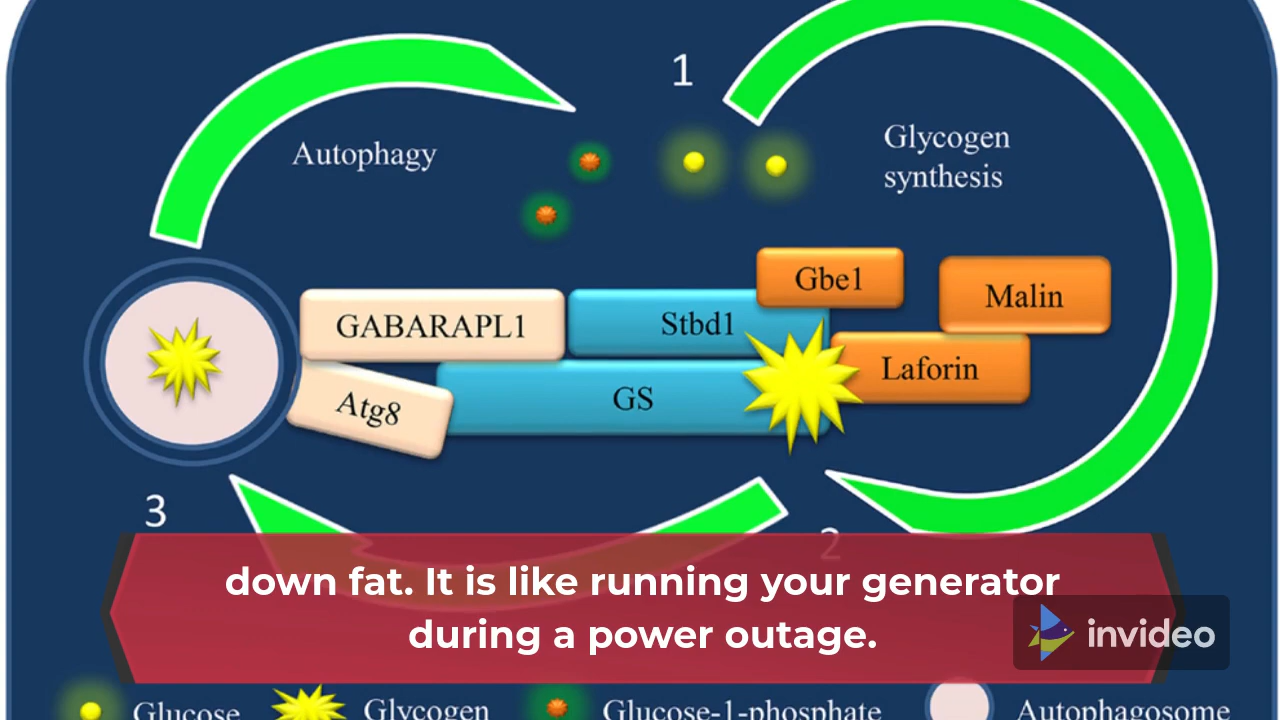 1
Autophagy
Glycogen
synthesis
Gbe1
Malin
GABARAPL1
Stbd1
Laforin
Atg8
GS
3
2
down fat. It is like running your generator
during a power outage.
invideo
Glucose
Glycogen
Glucose-1-phosphate
Autophagosome